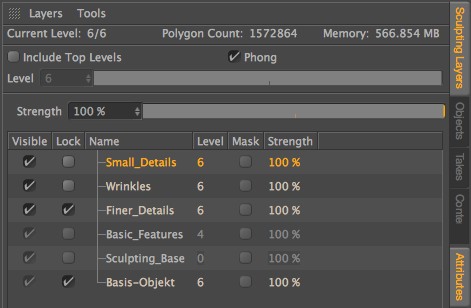 Layers Tools
Current Level: 6/6 Polygon Count: 1572864 Memory: 566.854 MB
Include Top Levels Phong
Level 6
Strength 100 %
Visible Lock Name Level Mask Strength
Small_Details 6 100 %
Wrinkles 6 100 %
Finer_Details 6 100 %
Basic_Features 4 100 %
Sculpting_Base 0 100 %
Basis-Objekt 6 100 %
Sculpting Layers
Objects
Takes
Conte
Attributes